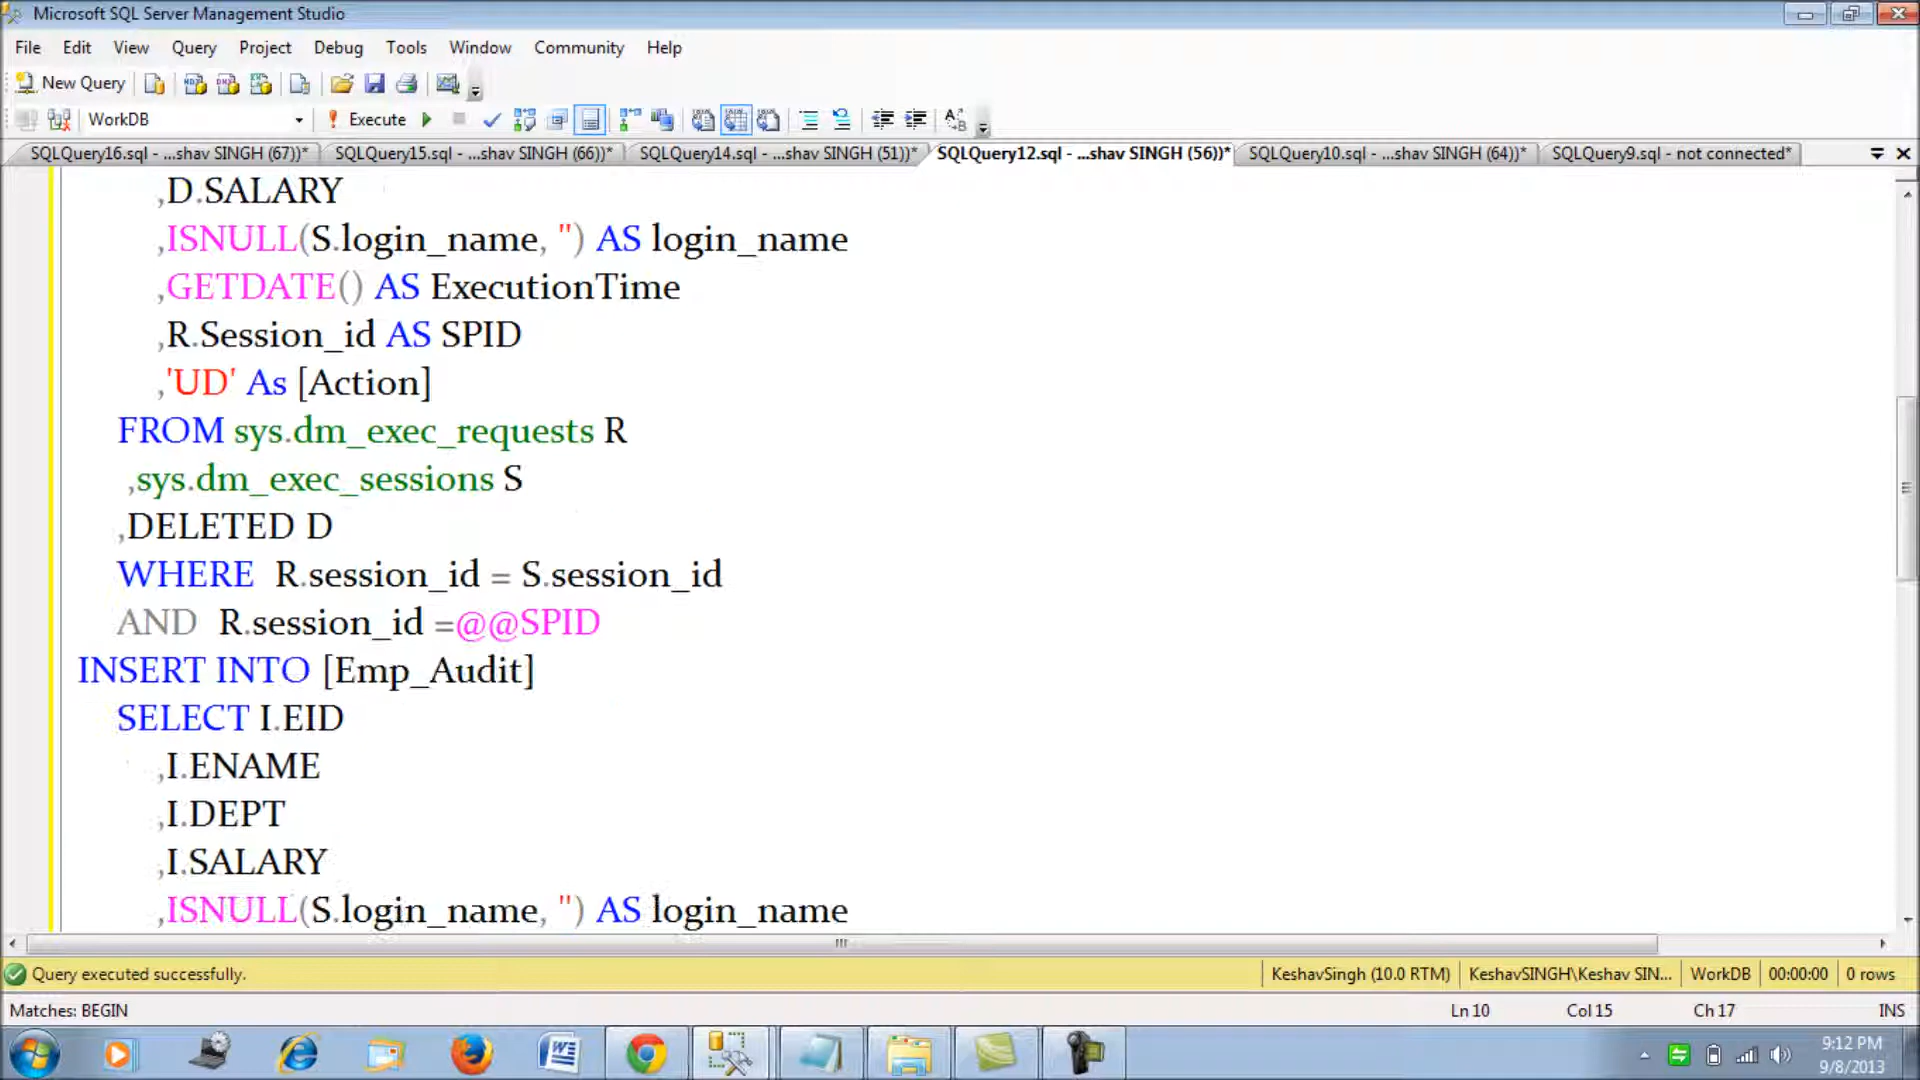 Microsoft SQL Server Management Studio
File Edit View Query Project Debug Tools Window Community Help
New Query
WorkDB Execute
SQLQuery16.sql - ...shav SINGH (67))* SQLQuery15.sql - ...shav SINGH (66))* SQLQuery14.sql - ...shav SINGH (51))* SQLQuery12.sql - ...shav SINGH (56))* SQLQuery10.sql - ...shav SINGH (64))* SQLQuery9.sql - not connected*
,D.SALARY
,ISNULL(S.login_name, '') AS login_name
,GETDATE() AS ExecutionTime
,R.Session_id AS SPID
,'UD' As [Action]
FROM sys.dm_exec_requests R
,sys.dm_exec_sessions S
,DELETED D
WHERE R.session_id = S.session_id
AND R.session_id =@@SPID
INSERT INTO [Emp_Audit]
SELECT I.EID
,I.ENAME
,I.DEPT
,I.SALARY
,ISNULL(S.login_name, '') AS login_name
Query executed successfully. KeshavSingh (10.0 RTM) KeshavSINGH\Keshav SIN... WorkDB 00:00:00 0 rows
Matches: BEGIN Ln 10 Col 15 Ch 17 INS
9:12 PM
9/8/2013